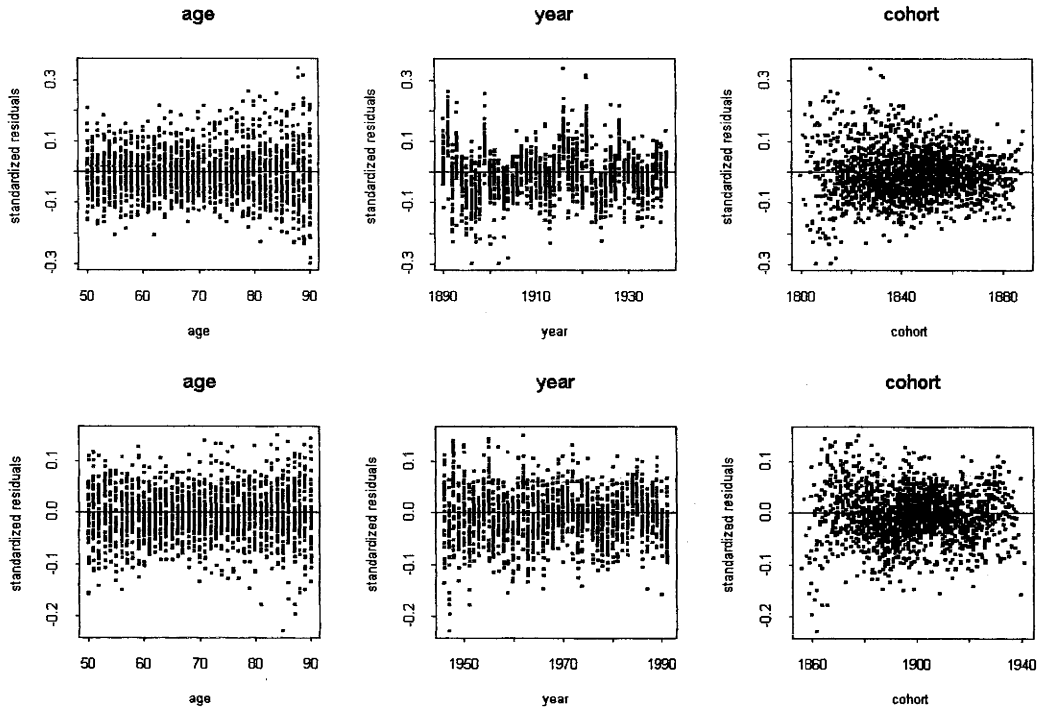 age
year
cohort
standardized residuals
0.3
0.1
-0.1
-0.3
50 60 70 80 90
age
standardized residuals
0.3
0.1
-0.1
-0.3
1890 1910 1930
year
standardized residuals
0.3
0.1
-0.1
-0.3
1800 1840 1880
cohort
age
year
cohort
standardized residuals
0.1
0.0
-0.1
-0.2
50 60 70 80 90
age
standardized residuals
0.1
0.0
-0.1
-0.2
1950 1970 1990
year
standardized residuals
0.1
0.0
-0.1
-0.2
1860 1900 1940
cohort